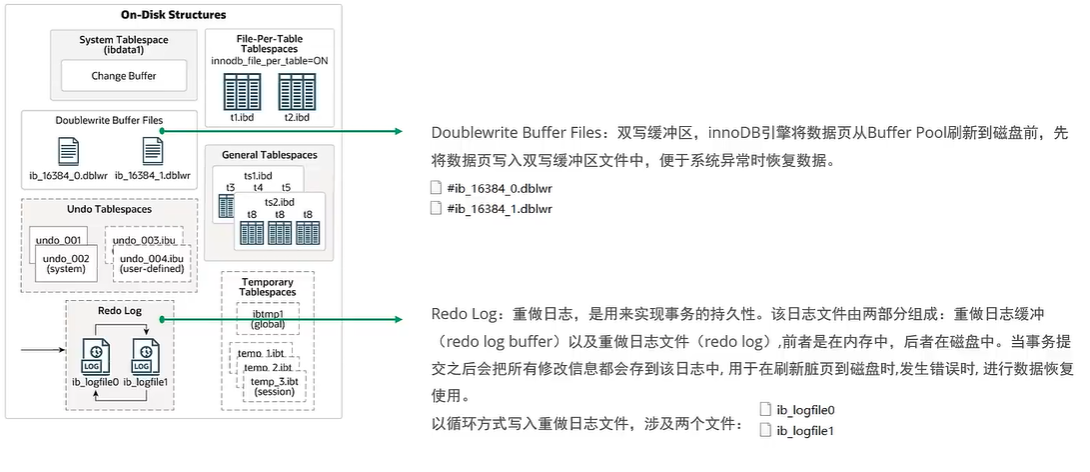 On-Disk Structures
System Tablespace
(ibdata1)
Change Buffer
File-Per-Table
Tablespaces
innodb_file_per_table=ON
t1.ibd
t2.ibd
Doublewrite Buffer Files
ib_16384_0.dblwr
ib_16384_1.dblwr
General Tablespaces
ts1.ibd
t3 t4 t5
ts2.ibd
t8 t8 t8
Undo Tablespaces
undo_001
undo_002
(system)
undo_003.ibu
undo_004.ibu
(user-defined)
Temporary
Tablespaces
ibtmp1
(global)
temp_1.ibt
temp_2.ibt
temp_3.ibt
(session)
Redo Log
LOG
LOG
ib_logfile0
ib_logfile1
Doublewrite Buffer Files：双写缓冲区，innoDB引擎将数据页从Buffer Pool刷新到磁盘前，先
将数据页写入双写缓冲区文件中，便于系统异常时恢复数据。
#ib_16384_0.dblwr
#ib_16384_1.dblwr
Redo Log：重做日志，是用来实现事务的持久性。该日志文件由两部分组成：重做日志缓冲
（redo log buffer）以及重做日志文件（redo log）,前者是在内存中，后者在磁盘中。当事务提
交之后会把所有修改信息都会存到该日志中, 用于在刷新脏页到磁盘时,发生错误时, 进行数据恢复
使用。
以循环方式写入重做日志文件，涉及两个文件：
ib_logfile0
ib_logfile1